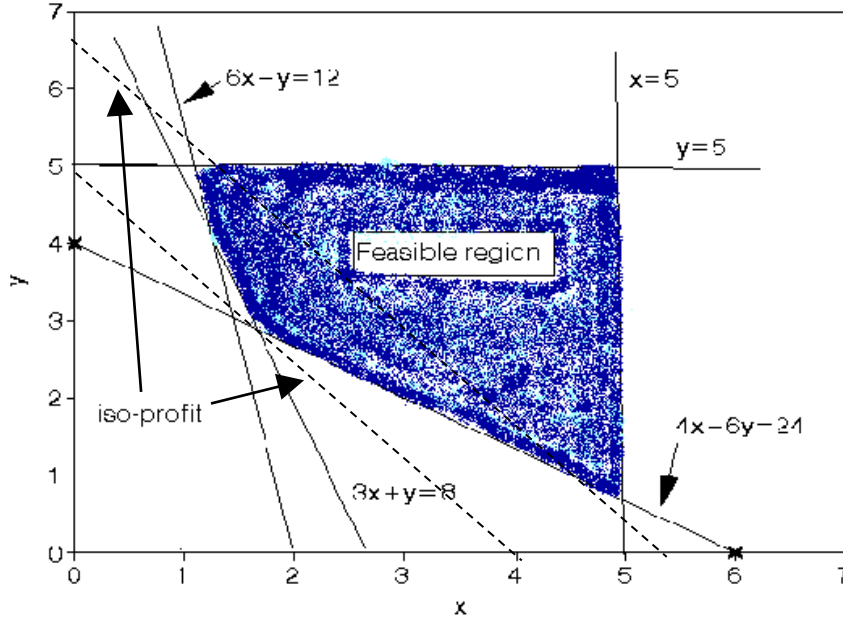 7
6
5
4
3
2
1
0
y
6x-y=12
x=5
y=5
Feasible region
iso-profit
3x+y=8
4x-6y=24
0 1 2 3 4 5 6 7
x